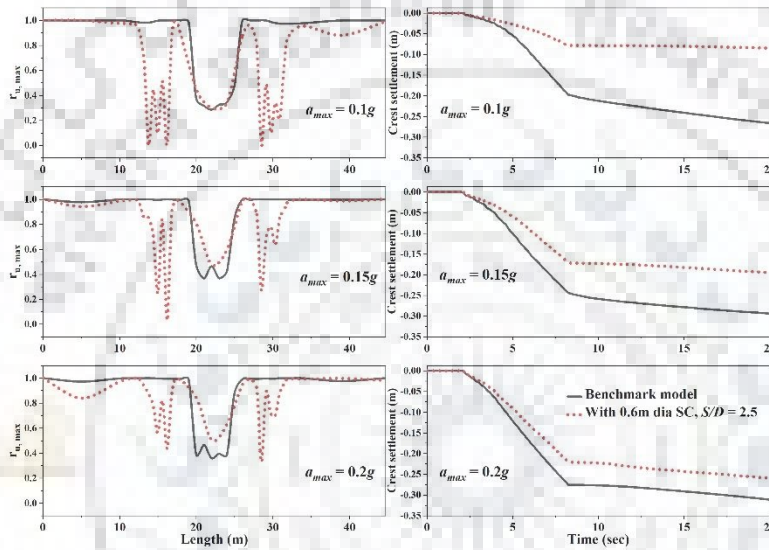 1.0
0.8
0.6
0.4
0.2
0.0
r_u, max
a_max = 0.1g
0 10 20 30 40
0.00
-0.05
-0.10
-0.15
-0.20
-0.25
-0.30
-0.35
Crest settlement (m)
a_max = 0.1g
0 5 10 15 20
1.0
0.8
0.6
0.4
0.2
0.0
r_u, max
a_max = 0.15g
0 10 20 30 40
0.00
-0.05
-0.10
-0.15
-0.20
-0.25
-0.30
-0.35
Crest settlement (m)
a_max = 0.15g
0 5 10 15
1.0
0.8
0.6
0.4
0.2
0.0
r_u, max
a_max = 0.2g
0 10 20 30 40
Length (m)
0.00
-0.05
-0.10
-0.15
-0.20
-0.25
-0.30
-0.35
Crest settlement (m)
Benchmark model
With 0.6m dia SC, S/D = 2.5
a_max = 0.2g
0 5 10 15
Time (sec)